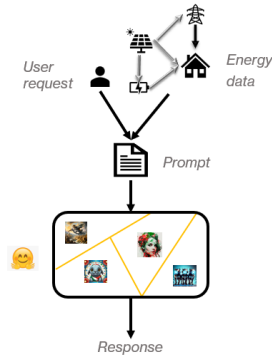 User
request
Energy
data
Prompt
Response